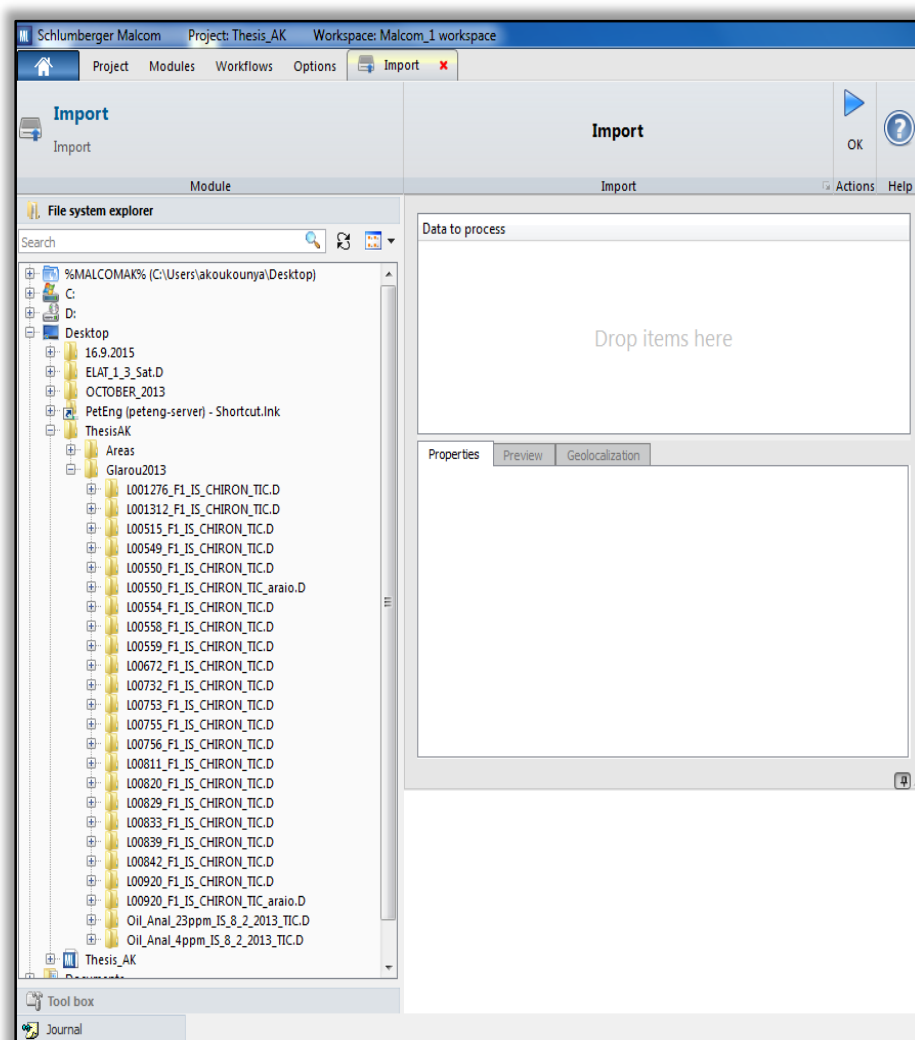 Schlumberger Malcom Project: Thesis_AK Workspace: Malcom_1 workspace
Project Modules Workflows Options Import
Import
Import
Module
Import
Import
OK
Actions Help
File system explorer
Search
%MALCOMAK% (C:\Users\akoukounya\Desktop)
C:
D:
Desktop
16.9.2015
ELAT_1_3_Sat.D
OCTOBER_2013
PetEng (peteng-server) - Shortcut.lnk
ThesisAK
Areas
Glarou2013
L001276_F1_IS_CHIRON_TIC.D
L001312_F1_IS_CHIRON_TIC.D
L00515_F1_IS_CHIRON_TIC.D
L00549_F1_IS_CHIRON_TIC.D
L00550_F1_IS_CHIRON_TIC.D
L00550_F1_IS_CHIRON_TIC_araio.D
L00554_F1_IS_CHIRON_TIC.D
L00558_F1_IS_CHIRON_TIC.D
L00559_F1_IS_CHIRON_TIC.D
L00672_F1_IS_CHIRON_TIC.D
L00732_F1_IS_CHIRON_TIC.D
L00753_F1_IS_CHIRON_TIC.D
L00755_F1_IS_CHIRON_TIC.D
L00756_F1_IS_CHIRON_TIC.D
L00811_F1_IS_CHIRON_TIC.D
L00820_F1_IS_CHIRON_TIC.D
L00829_F1_IS_CHIRON_TIC.D
L00833_F1_IS_CHIRON_TIC.D
L00839_F1_IS_CHIRON_TIC.D
L00842_F1_IS_CHIRON_TIC.D
L00920_F1_IS_CHIRON_TIC.D
L00920_F1_IS_CHIRON_TIC_araio.D
Oil_Anal_23ppm_IS_8_2_2013_TIC.D
Oil_Anal_4ppm_IS_8_2_2013_TIC.D
Thesis_AK
Documents
Tool box
Journal
Data to process
Drop items here
Properties Preview Geolocalization